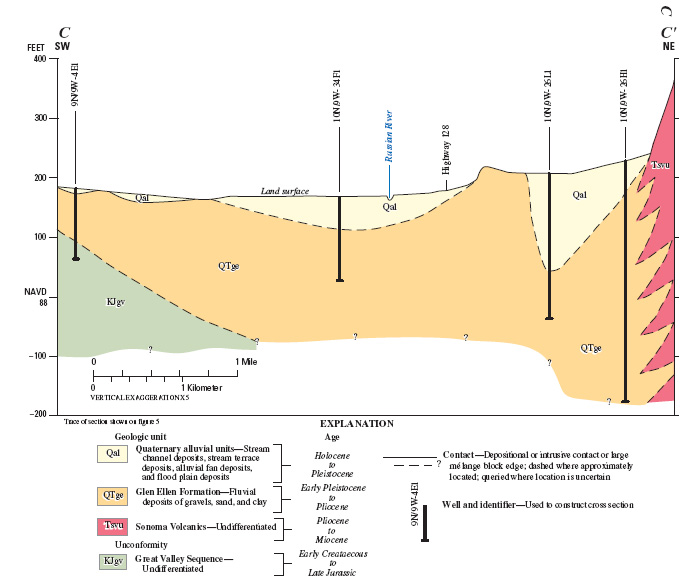 C
C
SW
C'
NE
FEET
400
300
200
100
NAVD
88
−100
−200
9N/9W-4E1
10N/9W-34F1
Russian River
Highway 128
10N/9W-26L1
10N/9W-26H1
Land surface
Qal
Qal
Qal
Tsvu
QTge
KJgv
QTge
?
?
?
?
?
?
0
1 Mile
0
1 Kilometer
VERTICAL EXAGGERATION X 5
Trace of section shown on figure 5
EXPLANATION
Geologic unit
Age
Qal
Quaternary alluvial units—Stream
channel deposits, stream terrace
deposits, alluvial fan deposits,
and flood plain deposits
Holocene
to
Pleistocene
QTge
Glen Ellen Formation—Fluvial
deposits of gravels, sand, and clay
Early Pleistocene
to
Pliocene
Tsvu
Sonoma Volcanics—Undifferentiated
Pliocene
to
Miocene
Unconformity
KJgv
Great Valley Sequence—
Undifferentiated
Early Creataceous
to
Late Jurassic
?
Contact—Depositional or intrusive contact or large
mélange block edge; dashed where approximately
located; queried where location is uncertain
9N/9W-4E1
Well and identifier—Used to construct cross section